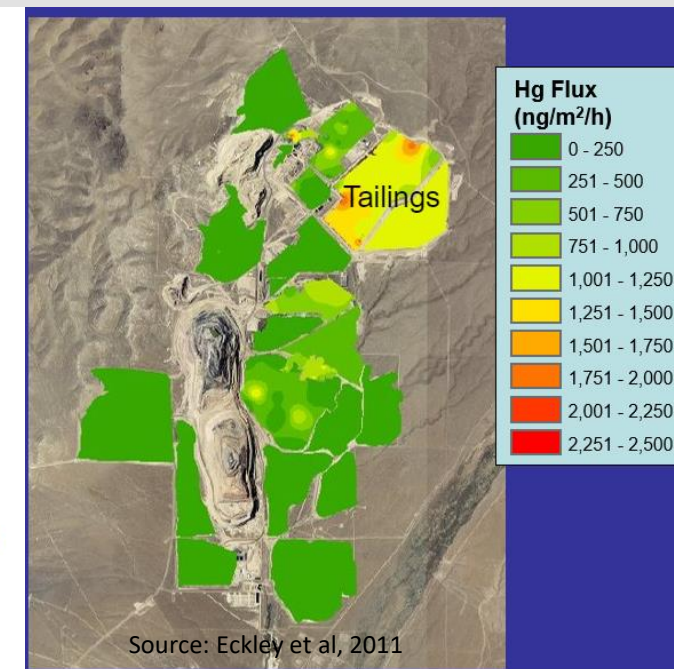 Hg Flux
(ng/m²/h)
0 - 250
251 - 500
501 - 750
751 - 1,000
1,001 - 1,250
1,251 - 1,500
1,501 - 1,750
1,751 - 2,000
2,001 - 2,250
2,251 - 2,500
Tailings
Source: Eckley et al, 2011